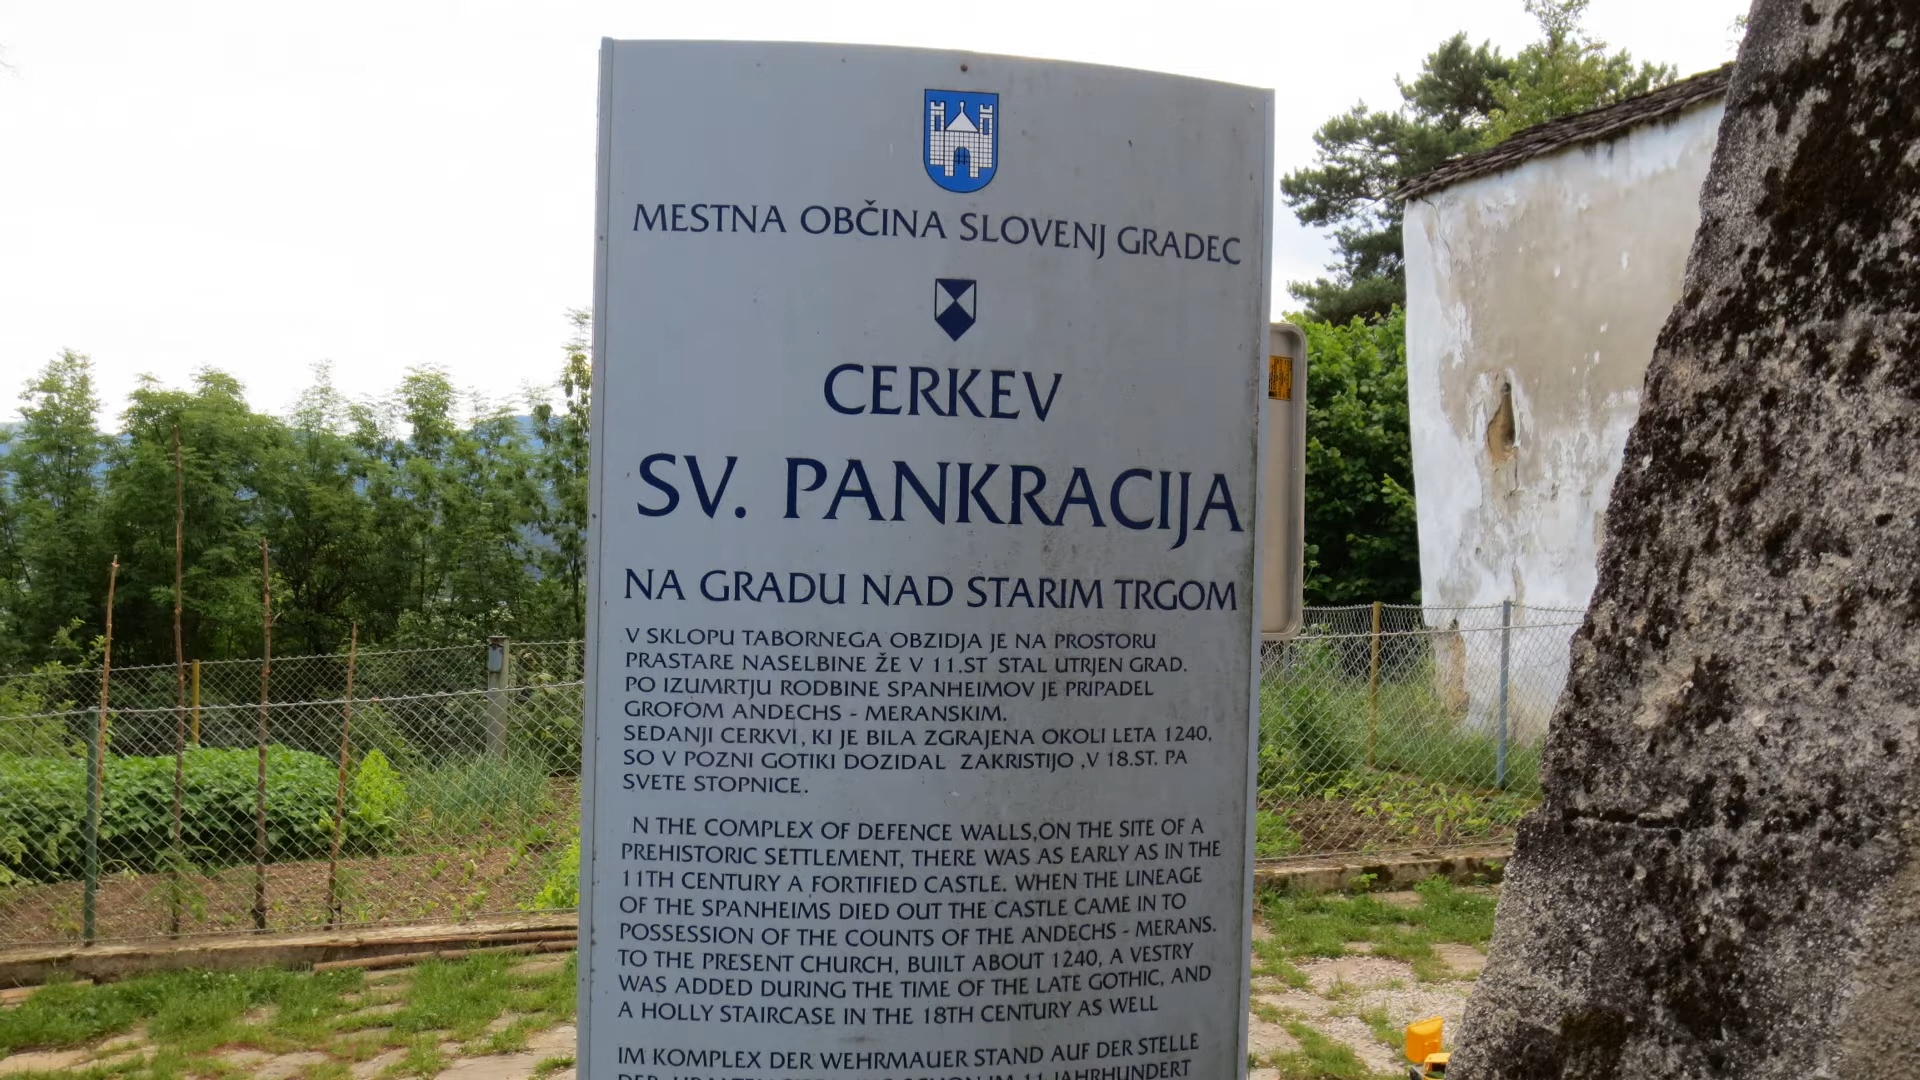 MESTNA OBČINA SLOVENJ GRADEC
CERKEV
SV. PANKRACIJA
NA GRADU NAD STARIM TRGOM
V SKLOPU TABORNEGA OBZIDJA JE NA PROSTORU
PRASTARE NASELBINE ŽE V 11.ST STAL UTRJEN GRAD.
PO IZUMRTJU RODBINE SPANHEIMOV JE PRIPADEL
GROFOM ANDECHS - MERANSKIM.
SEDANJI CERKVI, KI JE BILA ZGRAJENA OKOLI LETA 1240,
SO V POZNI GOTIKI DOZIDAL ZAKRISTIJO ,V 18.ST. PA
SVETE STOPNICE.
N THE COMPLEX OF DEFENCE WALLS,ON THE SITE OF A
PREHISTORIC SETTLEMENT, THERE WAS AS EARLY AS IN THE
11TH CENTURY A FORTIFIED CASTLE. WHEN THE LINEAGE
OF THE SPANHEIMS DIED OUT THE CASTLE CAME IN TO
POSSESSION OF THE COUNTS OF THE ANDECHS - MERANS.
TO THE PRESENT CHURCH, BUILT ABOUT 1240, A VESTRY
WAS ADDED DURING THE TIME OF THE LATE GOTHIC, AND
A HOLLY STAIRCASE IN THE 18TH CENTURY AS WELL
IM KOMPLEX DER WEHRMAUER STAND AUF DER STELLE
DER SCHON IM 11 JAHRHUNDERT